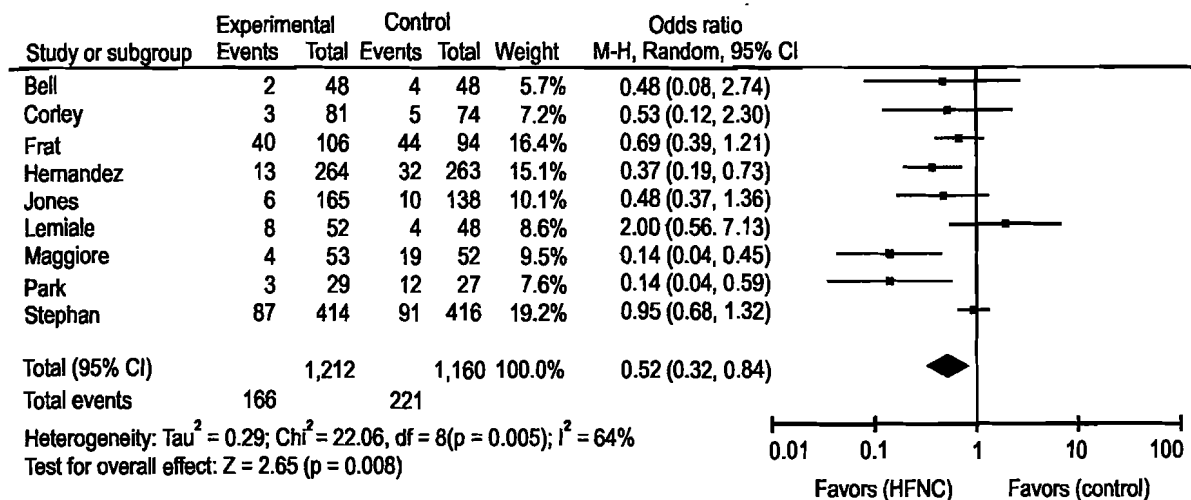 Experimental Control Odds ratio
Study or subgroup Events Total Events Total Weight M-H, Random, 95% CI
Bell 2 48 4 48 5.7% 0.48 (0.08, 2.74)
Corley 3 81 5 74 7.2% 0.53 (0.12, 2.30)
Frat 40 106 44 94 16.4% 0.69 (0.39, 1.21)
Hernandez 13 264 32 263 15.1% 0.37 (0.19, 0.73)
Jones 6 165 10 138 10.1% 0.48 (0.37, 1.36)
Lemiale 8 52 4 48 8.6% 2.00 (0.56. 7.13)
Maggiore 4 53 19 52 9.5% 0.14 (0.04, 0.45)
Park 3 29 12 27 7.6% 0.14 (0.04, 0.59)
Stephan 87 414 91 416 19.2% 0.95 (0.68, 1.32)
Total (95% CI) 1,212 1,160 100.0% 0.52 (0.32, 0.84)
Total events 166 221
Heterogeneity: Tau² = 0.29; Chi² = 22.06, df = 8(p = 0.005); I² = 64%
Test for overall effect: Z = 2.65 (p = 0.008)
0.01 0.1 1 10 100
Favors (HFNC) Favors (control)